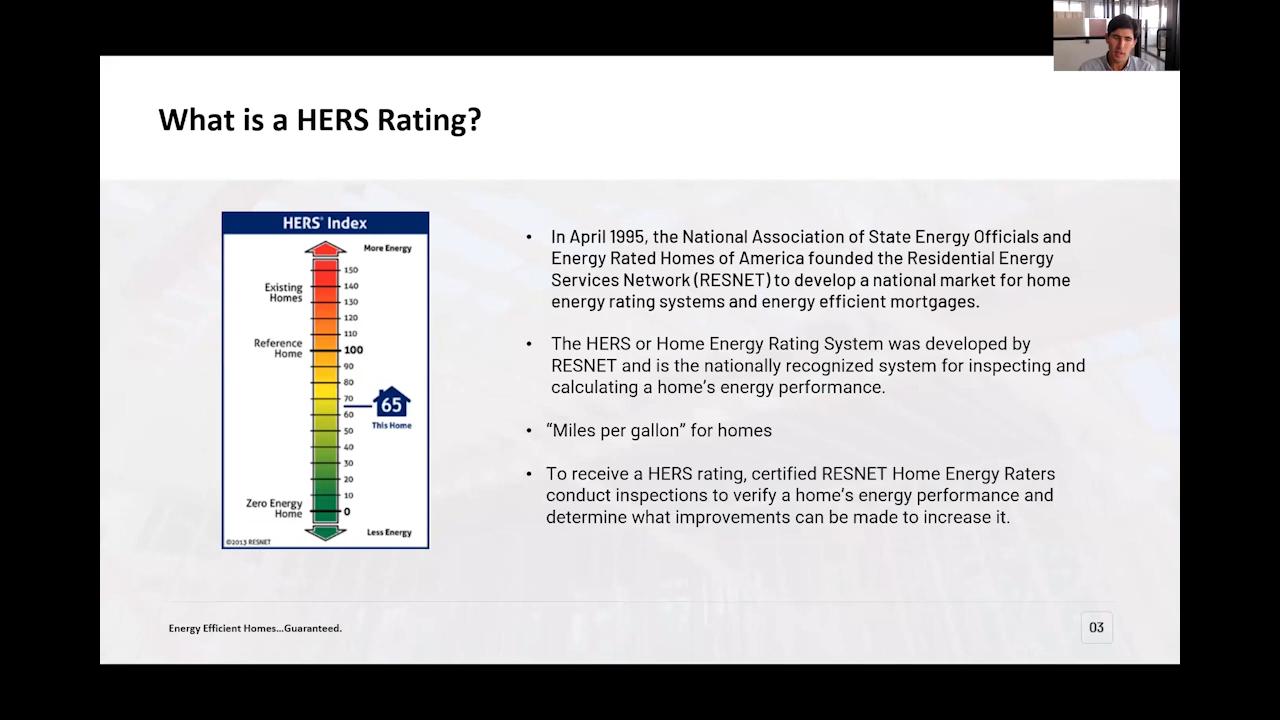 What is a HERS Rating?
HERS® Index
More Energy
150
Existing Homes
140
130
120
110
Reference Home
100
90
80
70
65
This Home
60
50
40
30
20
10
Zero Energy Home
0
Less Energy
©2013 RESNET
• In April 1995, the National Association of State Energy Officials and
Energy Rated Homes of America founded the Residential Energy
Services Network (RESNET) to develop a national market for home
energy rating systems and energy efficient mortgages.
• The HERS or Home Energy Rating System was developed by
RESNET and is the nationally recognized system for inspecting and
calculating a home’s energy performance.
• “Miles per gallon” for homes
• To receive a HERS rating, certified RESNET Home Energy Raters
conduct inspections to verify a home’s energy performance and
determine what improvements can be made to increase it.
Energy Efficient Homes...Guaranteed.
03